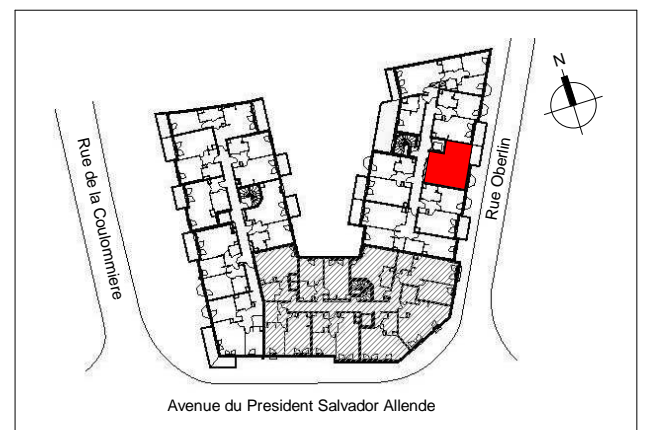 N
Rue de la Coulommiere
Rue Oberlin
Avenue du President Salvador Allende